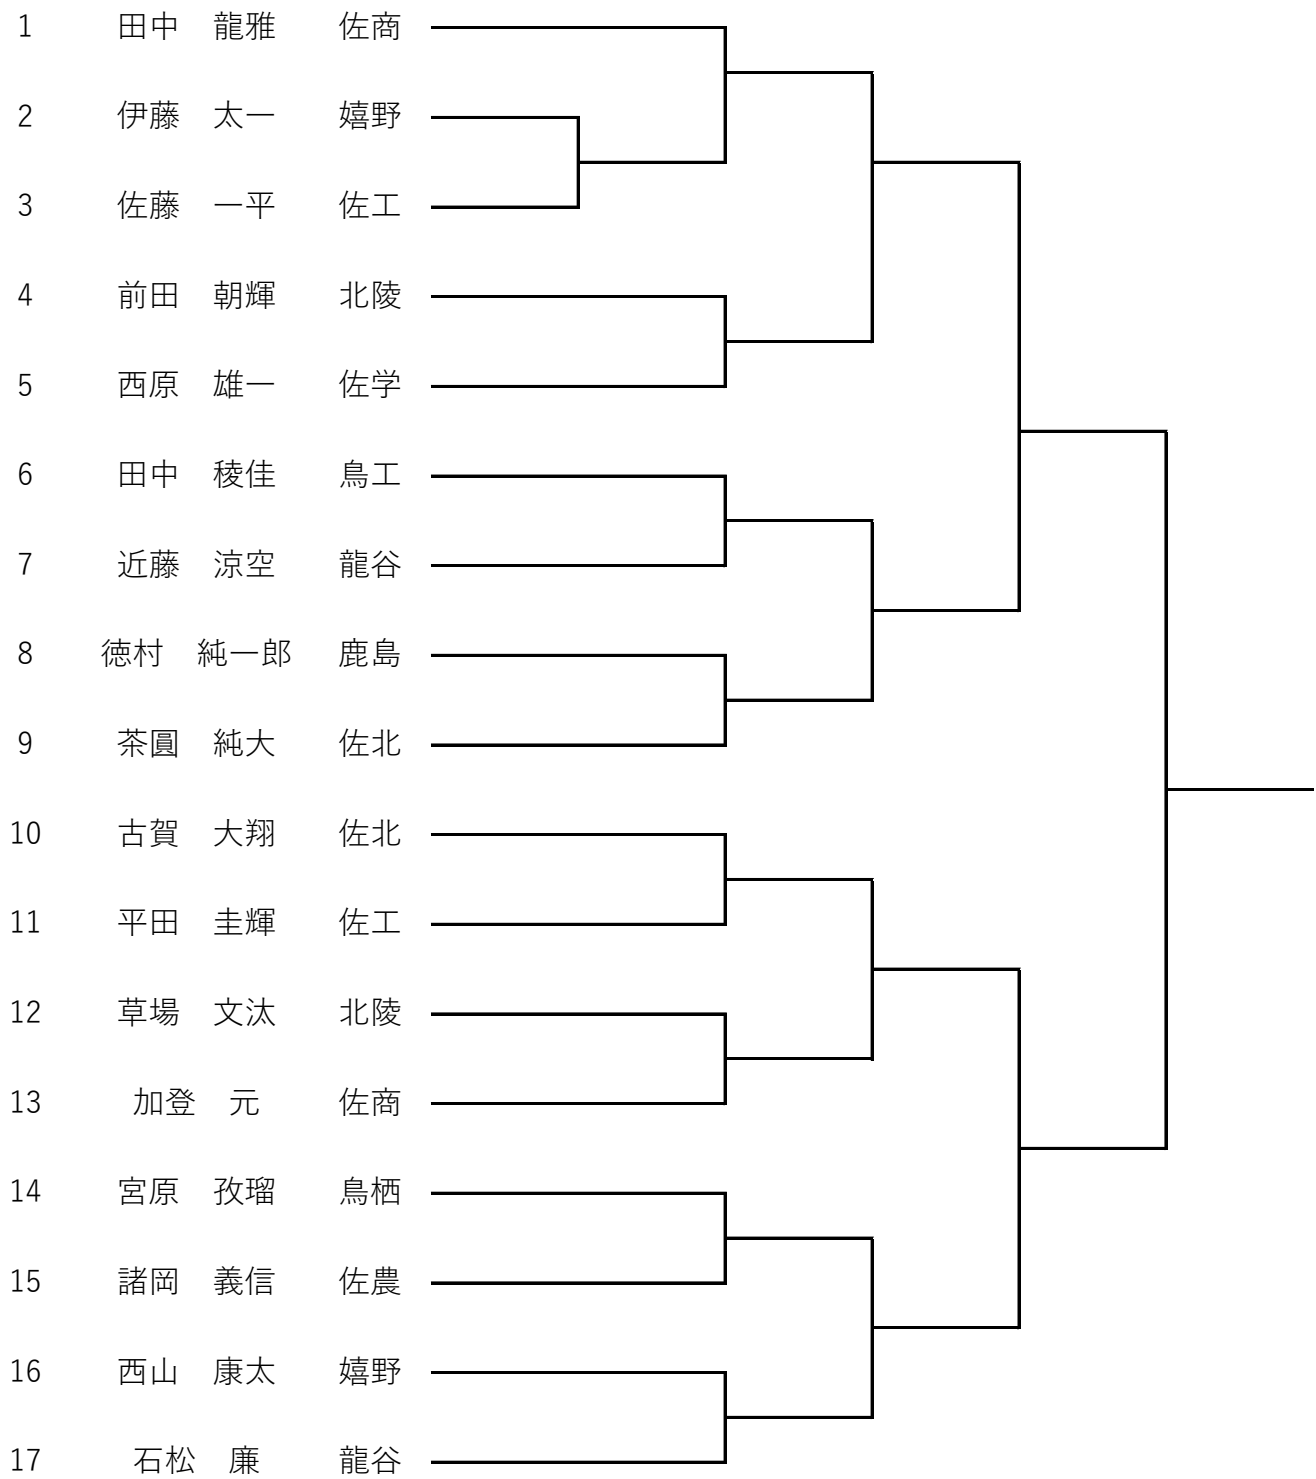 1 田中　龍雅 佐商
2 伊藤　太一 嬉野
3 佐藤　一平 佐工
4 前田　朝輝 北陵
5 西原　雄一 佐学
6 田中　稜佳 鳥工
7 近藤　涼空 龍谷
8 徳村　純一郎 鹿島
9 茶圓　純大 佐北
10 古賀　大翔 佐北
11 平田　圭輝 佐工
12 草場　文汰 北陵
13 加登　元 佐商
14 宮原　孜瑠 鳥栖
15 諸岡　義信 佐農
16 西山　康太 嬉野
17 石松　廉 龍谷